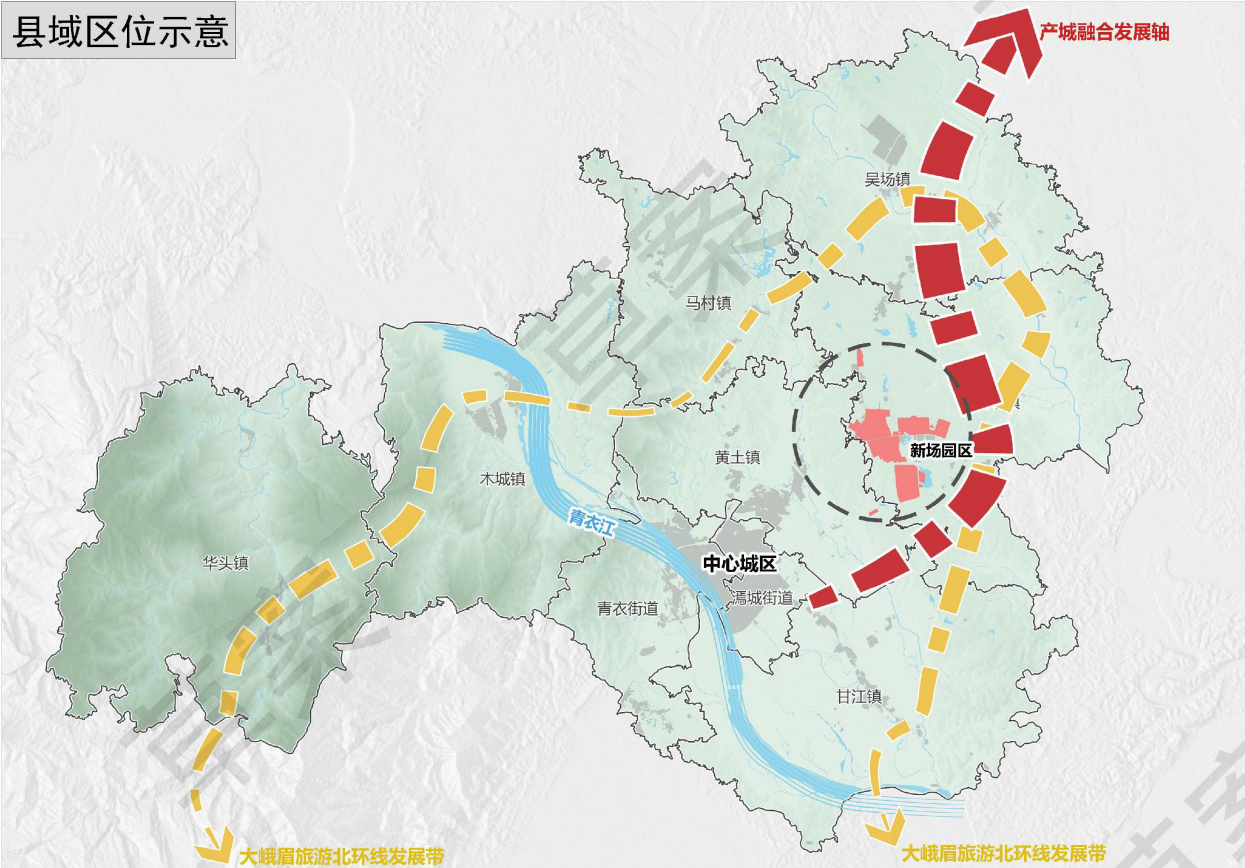 县域区位示意
产城融合发展轴
吴场镇
马村镇
新场园区
黄土镇
木城镇
青衣江
中心城区
华头镇
漹城街道
青衣街道
甘江镇
大峨眉旅游北环线发展带
大峨眉旅游北环线发展带